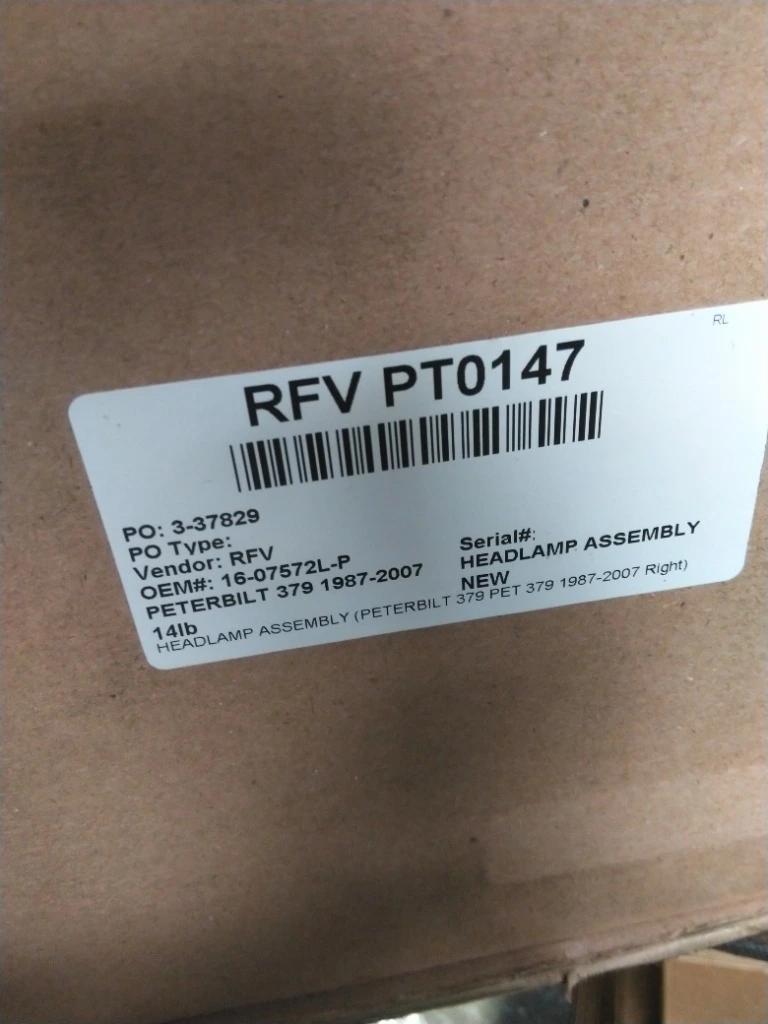 RL
RFV PT0147
PO: 3-37829
PO Type:
Vendor: RFV
OEM#: 16-07572L-P
PETERBILT 379 1987-2007
14lb
Serial#:
HEADLAMP ASSEMBLY
NEW
HEADLAMP ASSEMBLY (PETERBILT 379 PET 379 1987-2007 Right)